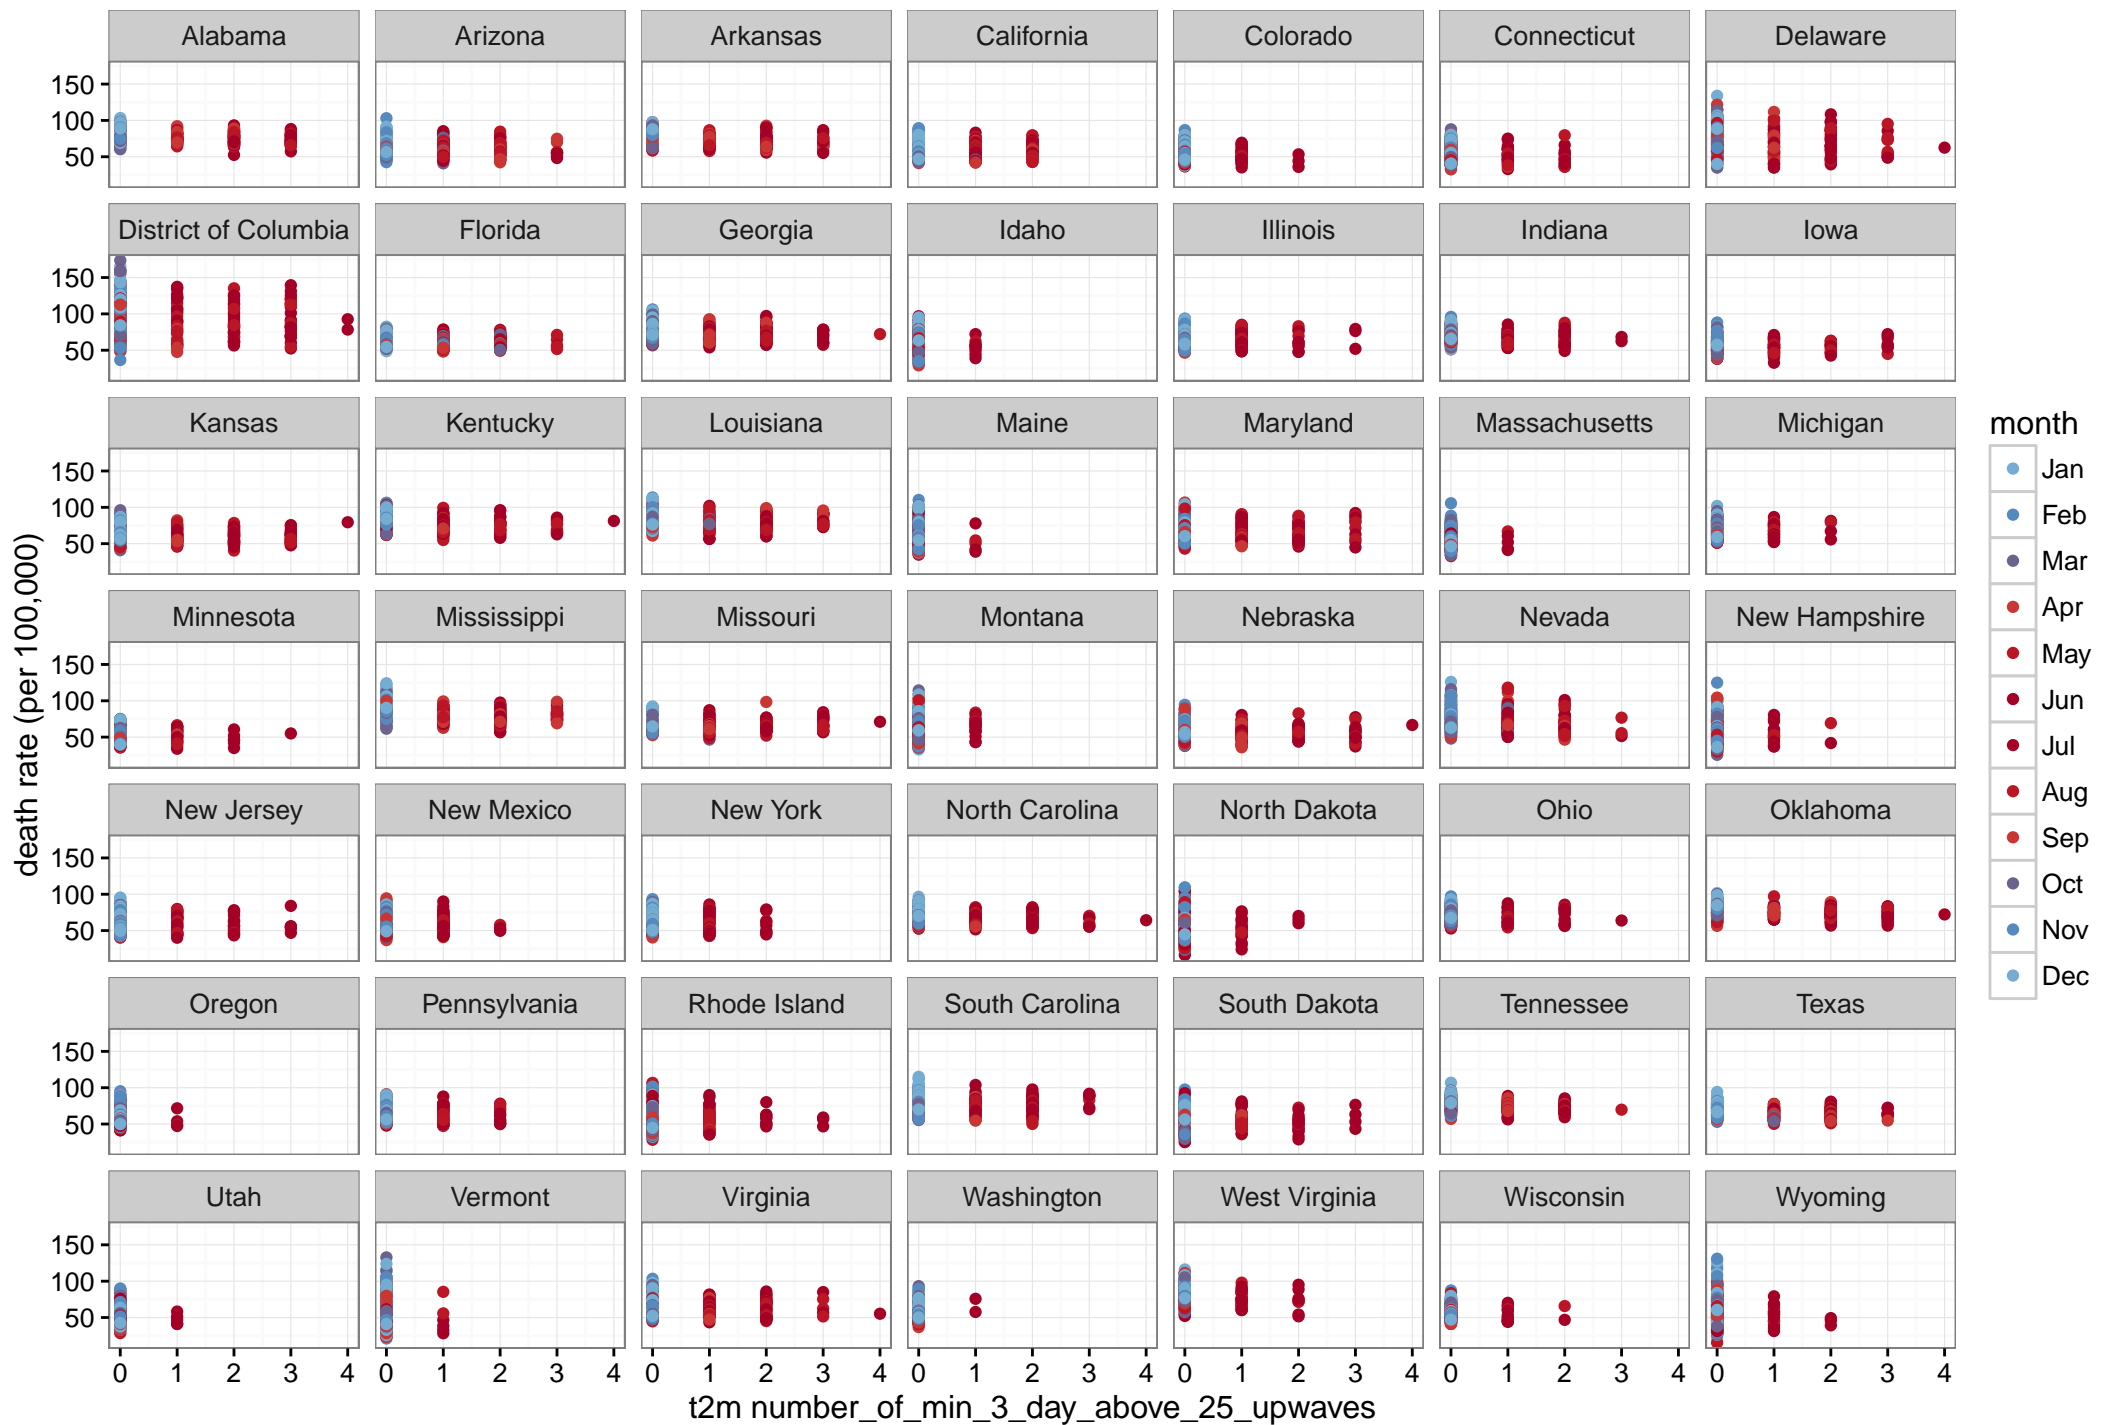 Alabama Arizona Arkansas California Colorado Connecticut Delaware
150
100
50
District of Columbia Florida Georgia Idaho Illinois Indiana Iowa
150
100
50
Kansas Kentucky Louisiana Maine Maryland Massachusetts Michigan
150
100
50
Minnesota Mississippi Missouri Montana Nebraska Nevada New Hampshire
150
100
50
New Jersey New Mexico New York North Carolina North Dakota Ohio Oklahoma
150
100
50
Oregon Pennsylvania Rhode Island South Carolina South Dakota Tennessee Texas
150
100
50
Utah Vermont Virginia Washington West Virginia Wisconsin Wyoming
150
100
50
0 1 2 3 4 0 1 2 3 4 0 1 2 3 4 0 1 2 3 4 0 1 2 3 4 0 1 2 3 4 0 1 2 3 4
t2m number_of_min_3_day_above_25_upwaves
death rate (per 100,000)
month
Jan
Feb
Mar
Apr
May
Jun
Jul
Aug
Sep
Oct
Nov
Dec